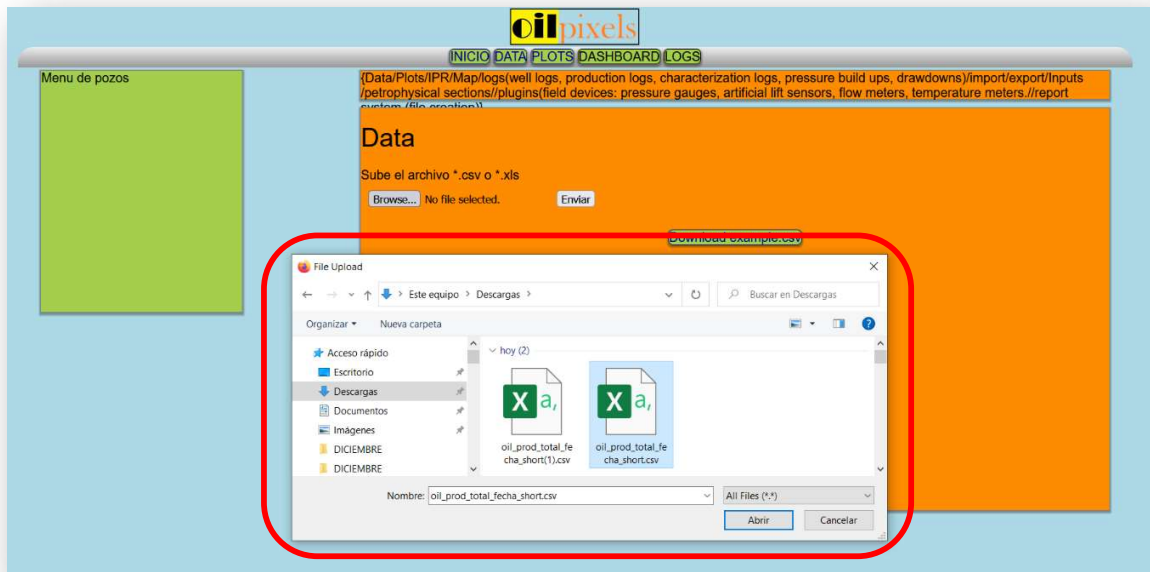 oilpixels
INICIO DATA PLOTS DASHBOARD LOGS
Menu de pozos
{Data/Plots/IPR/Map/logs(well logs, production logs, characterization logs, pressure build ups, drawdowns)/import/export/Inputs
/petrophysical sections//plugins(field devices: pressure gauges, artificial lift sensors, flow meters, temperature meters.//report
system (file creation)}
Data
Sube el archivo *.csv o *.xls
Browse... No file selected. Enviar
Download example.csv
File Upload
Este equipo > Descargas >
Buscar en Descargas
Organizar Nueva carpeta
Acceso rápido
Escritorio
Descargas
Documentos
Imágenes
DICIEMBRE
DICIEMBRE
hoy (2)
X a,
X a,
oil_prod_total_fe
cha_short(1).csv
oil_prod_total_fe
cha_short.csv
Nombre: oil_prod_total_fecha_short.csv
All Files (*.*)
Abrir Cancelar